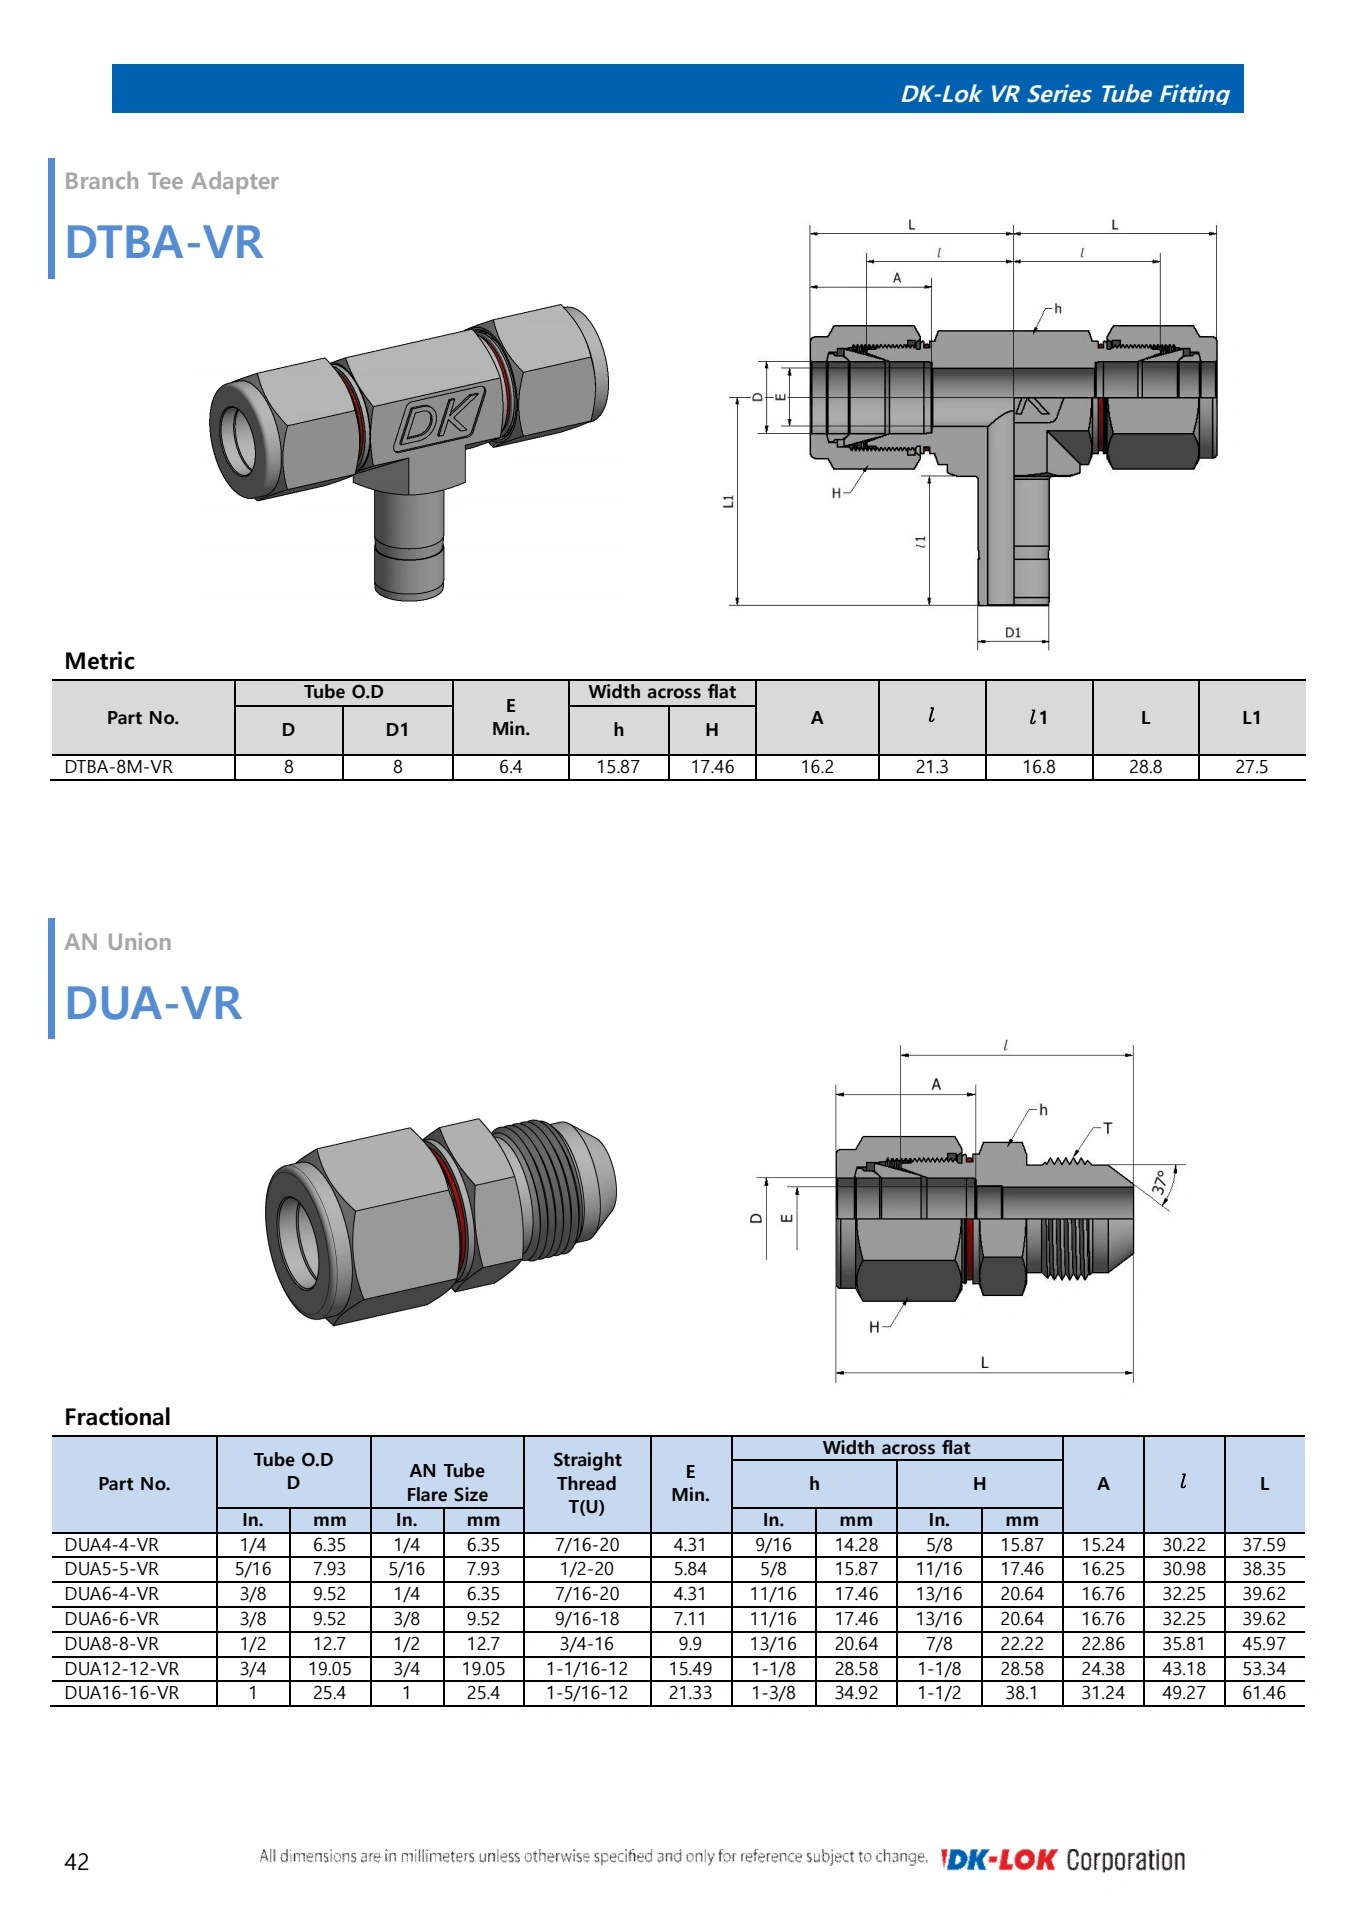 DK-Lok VR Series Tube Fitting
Branch Tee Adapter
DTBA-VR
L L
l l
A
h
D E
L1
H
l1
D1
DK
Metric
Part No. Tube O.D E Min. Width across flat A l l1 L L1
D D1 h H
DTBA-8M-VR 8 8 6.4 15.87 17.46 16.2 21.3 16.8 28.8 27.5
AN Union
DUA-VR
l
A
h
T
37°
D E
H
L
Fractional
Part No. Tube O.D D AN Tube Flare Size Straight Thread T(U) E Min. Width across flat A l L
h H
In. mm In. mm In. mm In. mm
DUA4-4-VR 1/4 6.35 1/4 6.35 7/16-20 4.31 9/16 14.28 5/8 15.87 15.24 30.22 37.59
DUA5-5-VR 5/16 7.93 5/16 7.93 1/2-20 5.84 5/8 15.87 11/16 17.46 16.25 30.98 38.35
DUA6-4-VR 3/8 9.52 1/4 6.35 7/16-20 4.31 11/16 17.46 13/16 20.64 16.76 32.25 39.62
DUA6-6-VR 3/8 9.52 3/8 9.52 9/16-18 7.11 11/16 17.46 13/16 20.64 16.76 32.25 39.62
DUA8-8-VR 1/2 12.7 1/2 12.7 3/4-16 9.9 13/16 20.64 7/8 22.22 22.86 35.81 45.97
DUA12-12-VR 3/4 19.05 3/4 19.05 1-1/16-12 15.49 1-1/8 28.58 1-1/8 28.58 24.38 43.18 53.34
DUA16-16-VR 1 25.4 1 25.4 1-5/16-12 21.33 1-3/8 34.92 1-1/2 38.1 31.24 49.27 61.46
42
All dimensions are in millimeters unless otherwise specified and only for reference subject to change.
DK-LOK Corporation